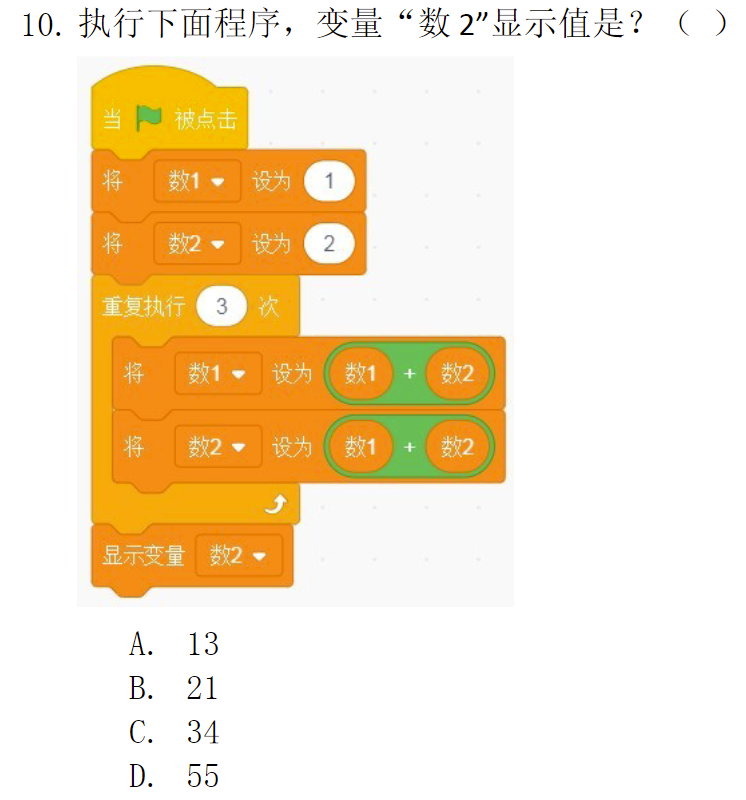 10. 执行下面程序，变量“数2”显示值是？（ ）
当 被点击
将 数1 设为 1
将 数2 设为 2
重复执行 3 次
将 数1 设为 数1 + 数2
将 数2 设为 数1 + 数2
显示变量 数2
A. 13
B. 21
C. 34
D. 55